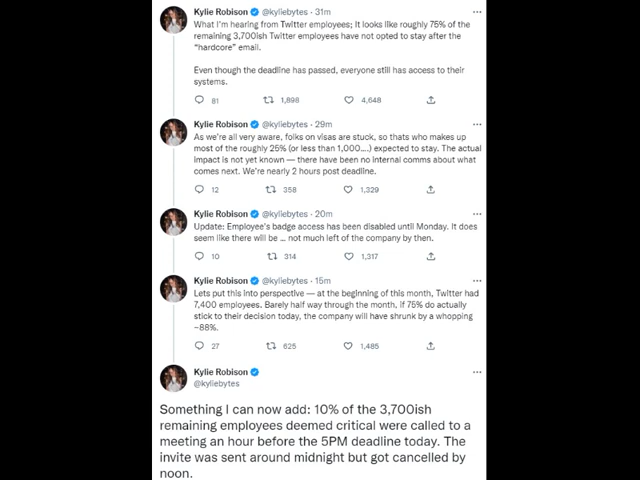 Kylie Robison @kyliebytes · 31m
What I'm hearing from Twitter employees; It looks like roughly 75% of the
remaining 3,700ish Twitter employees have not opted to stay after the
"hardcore" email.
Even though the deadline has passed, everyone still has access to their
systems.
81 1,898 4,648
Kylie Robison @kyliebytes · 29m
As we're all very aware, folks on visas are stuck, so thats who makes up
most of the roughly 25% (or less than 1,000....) expected to stay. The actual
impact is not yet known — there have been no internal comms about what
comes next. We're nearly 2 hours post deadline.
12 358 1,329
Kylie Robison @kyliebytes · 20m
Update: Employee's badge access has been disabled until Monday. It does
seem like there will be ... not much left of the company by then.
10 314 1,317
Kylie Robison @kyliebytes · 15m
Lets put this into perspective — at the beginning of this month, Twitter had
7,400 employees. Barely half way through the month, if 75% do actually
stick to their decision today, the company will have shrunk by a whopping
~88%.
27 625 1,485
Kylie Robison
@kyliebytes
Something I can now add: 10% of the 3,700ish
remaining employees deemed critical were called to a
meeting an hour before the 5PM deadline today. The
invite was sent around midnight but got cancelled by
noon.